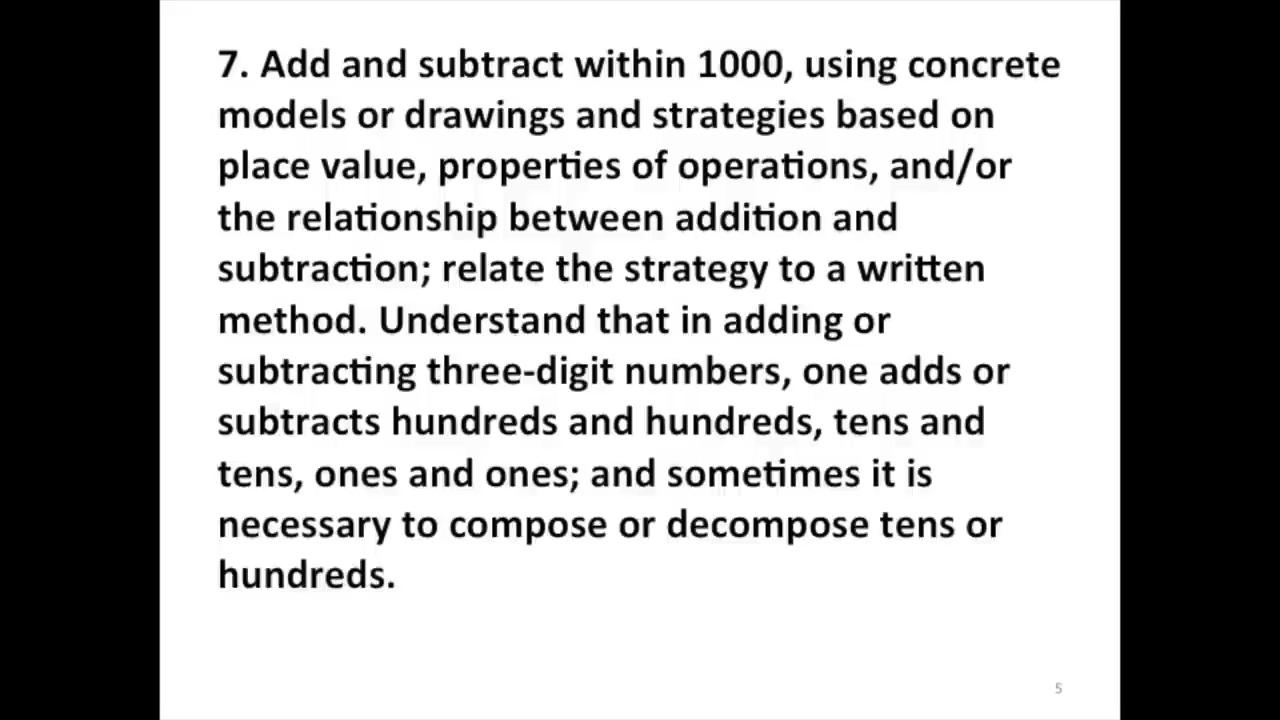 7. Add and subtract within 1000, using concrete
models or drawings and strategies based on
place value, properties of operations, and/or
the relationship between addition and
subtraction; relate the strategy to a written
method. Understand that in adding or
subtracting three-digit numbers, one adds or
subtracts hundreds and hundreds, tens and
tens, ones and ones; and sometimes it is
necessary to compose or decompose tens or
hundreds.
5